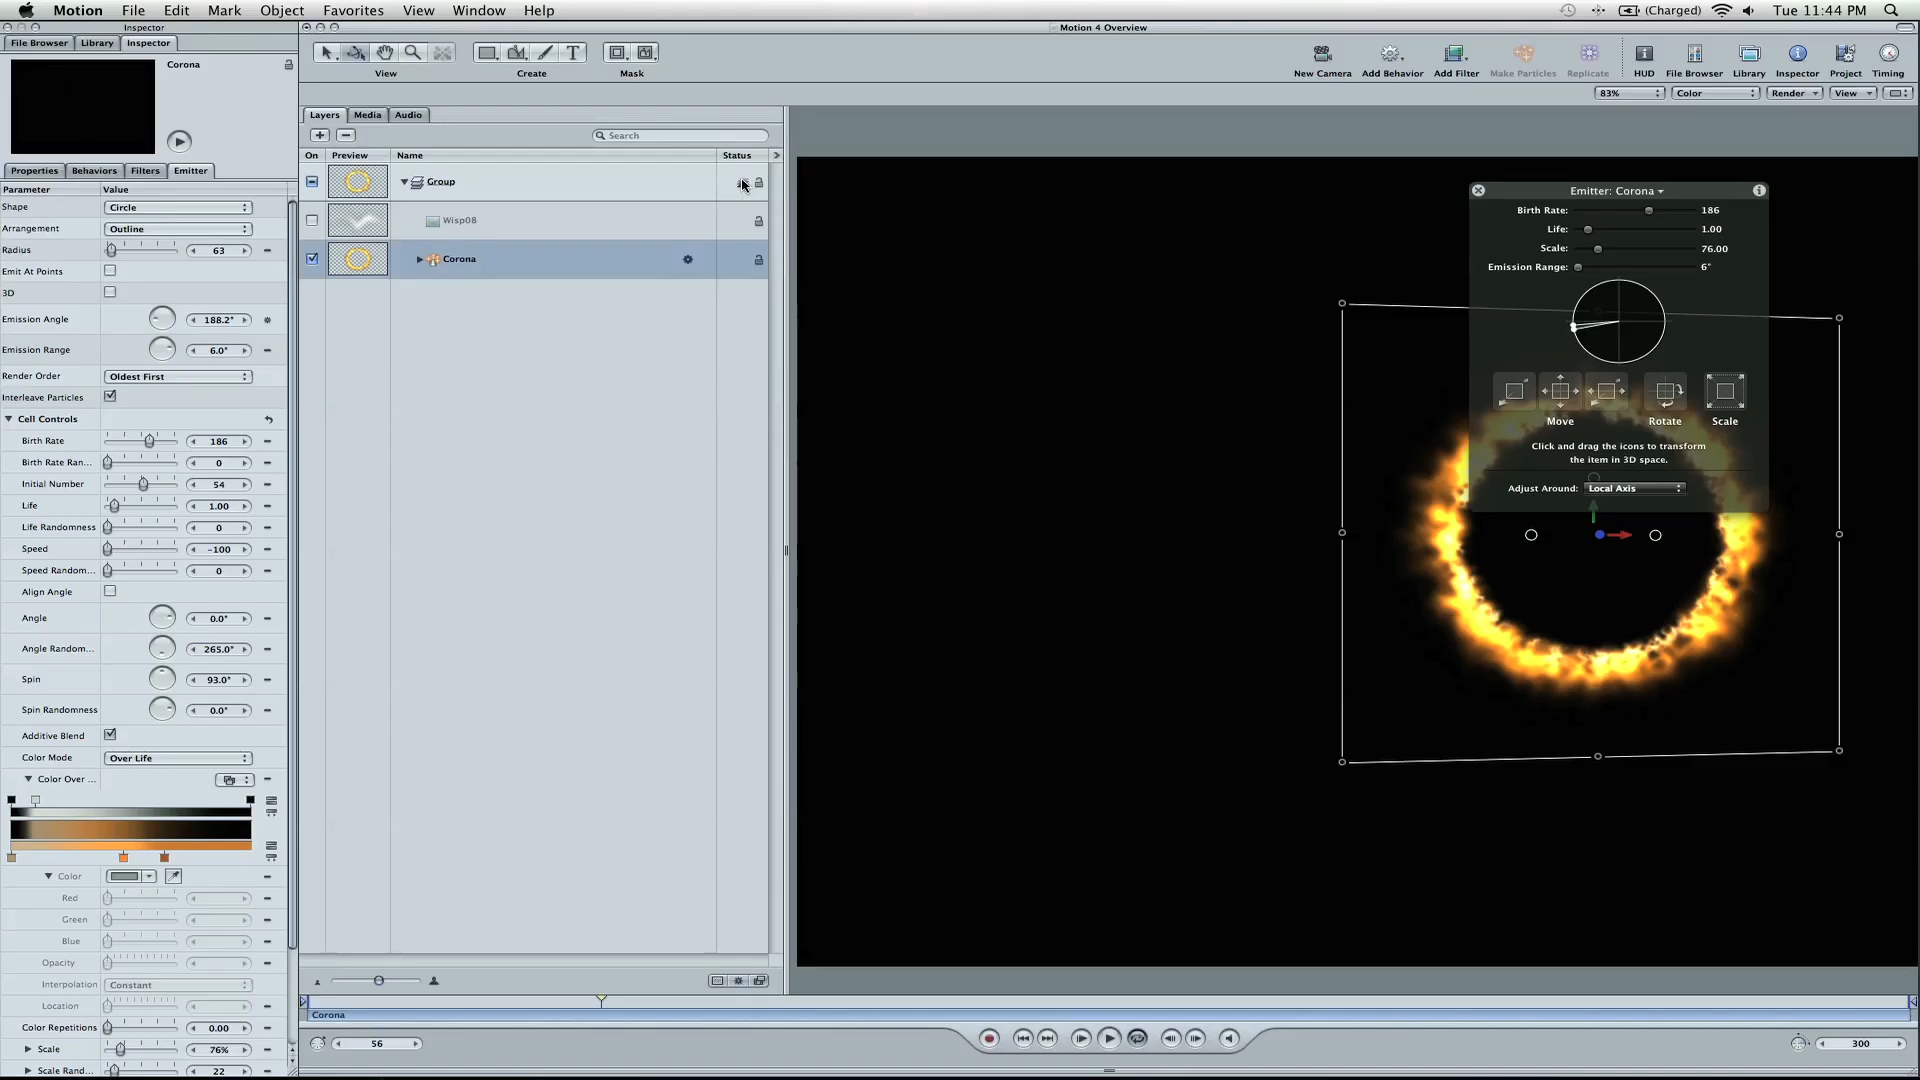 Motion File Edit Mark Object Favorites View Window Help (Charged) Tue 11:44 PM
Inspector
Motion 4 Overview
File Browser Library Inspector
Corona
View Create Mask
New Camera Add Behavior Add Filter Make Particles Replicate HUD File Browser Library Inspector Project Timing
83% Color Render View
Layers Media Audio
Search
On Preview Name Status
Group
Wisp08
Corona
Properties Behaviors Filters Emitter
Parameter Value
Shape Circle
Arrangement Outline
Radius 63
Emit At Points
3D
Emission Angle 188.2°
Emission Range 6.0°
Render Order Oldest First
Interleave Particles
Cell Controls
Birth Rate 186
Birth Rate Ran... 0
Initial Number 54
Life 1.00
Life Randomness 0
Speed -100
Speed Random... 0
Align Angle
Angle 0.0°
Angle Random... 265.0°
Spin 93.0°
Spin Randomness 0.0°
Additive Blend
Color Mode Over Life
Color Over ...
Color
Red
Green
Blue
Opacity
Interpolation Constant
Location
Color Repetitions 0.00
Scale 76%
Scale Rand... 22
Emitter: Corona
Birth Rate: 186
Life: 1.00
Scale: 76.00
Emission Range: 6°
Move Rotate Scale
Click and drag the icons to transform
the item in 3D space.
Adjust Around: Local Axis
Corona
56
300